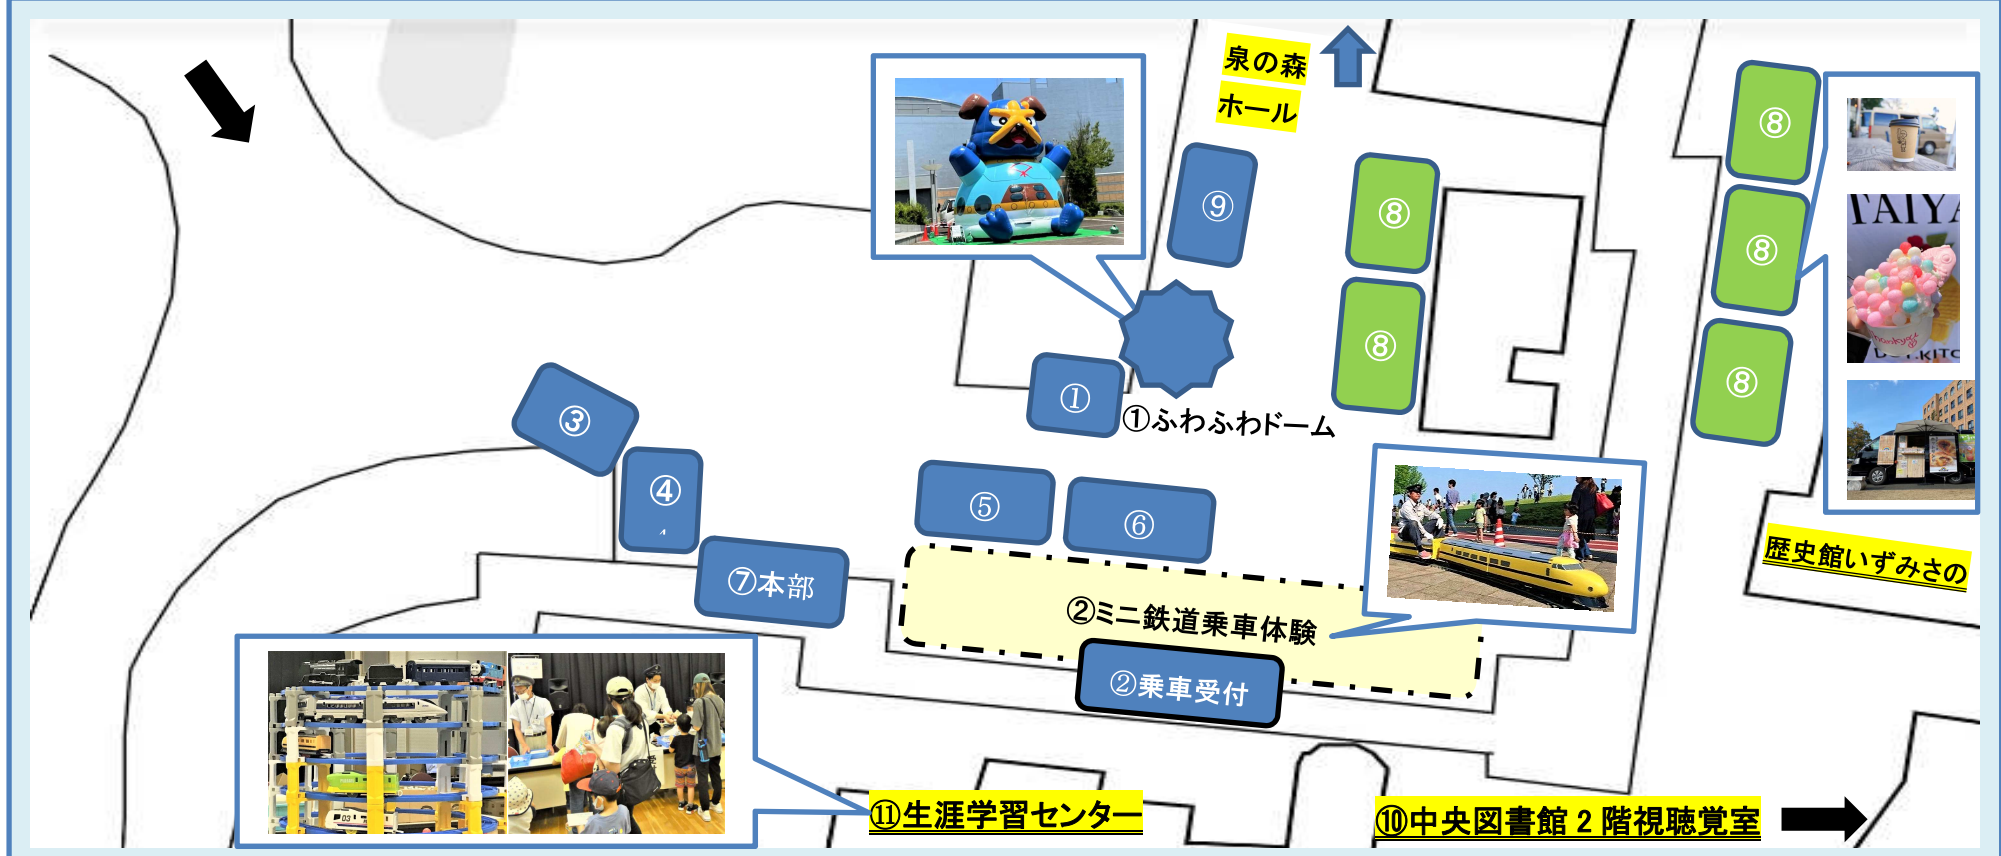 泉の森
ホール
⑧
⑨
⑧
⑧
⑧
⑧
①
①ふわふわドーム
③
④
⑤
⑥
⑦本部
②ミニ鉄道乗車体験
②乗車受付
歴史館いずみさの
⑪生涯学習センター
⑩中央図書館 2 階視聴覚室
TAIYA
03